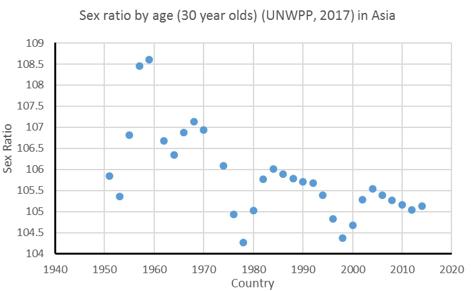 Sex ratio by age (30 year olds) (UNWPP, 2017) in Asia
109
108.5
108
107.5
107
106.5
106
105.5
105
104.5
104
Sex Ratio
1940 1950 1960 1970 1980 1990 2000 2010 2020
Country